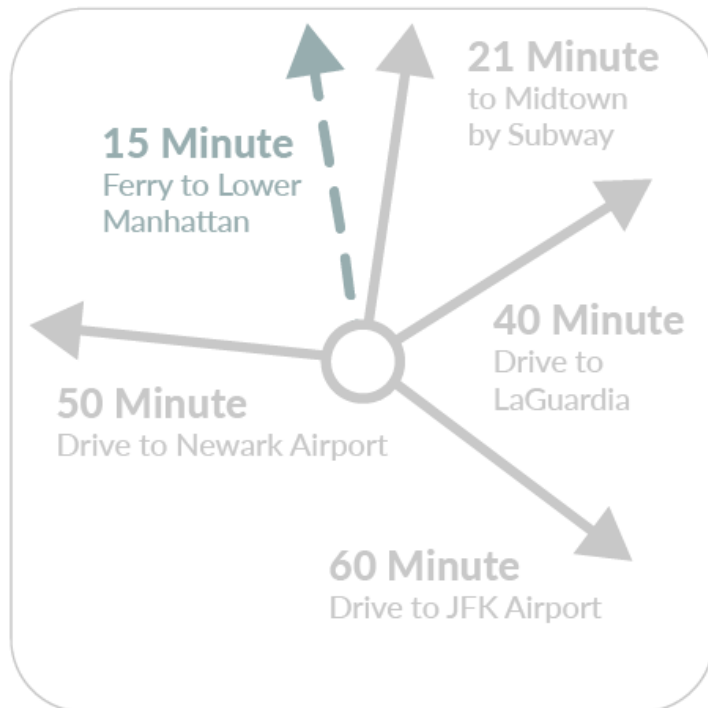 21 Minute
to Midtown
by Subway
15 Minute
Ferry to Lower
Manhattan
40 Minute
Drive to
LaGuardia
50 Minute
Drive to Newark Airport
60 Minute
Drive to JFK Airport